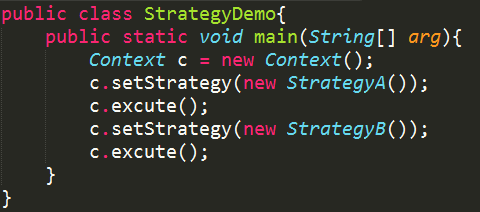 public class StrategyDemo{
    public static void main(String[] arg){
        Context c = new Context();
        c.setStrategy(new StrategyA());
        c.excute();
        c.setStrategy(new StrategyB());
        c.excute();
    }
}